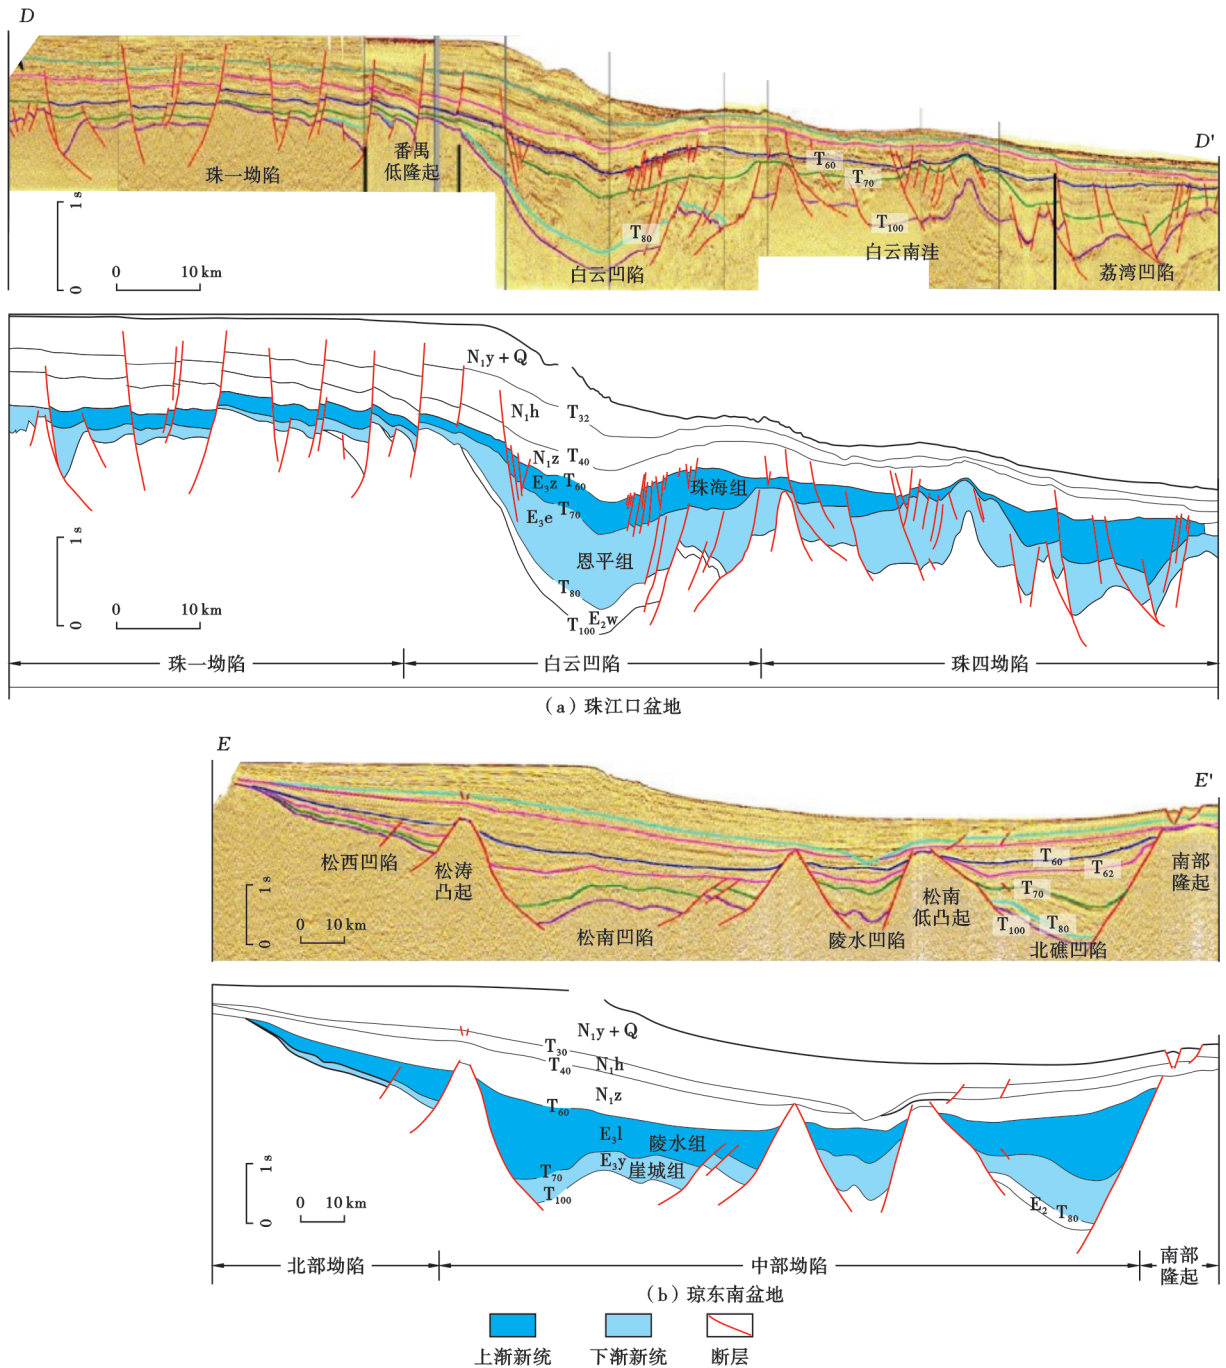 D
D'
番禺
低隆起
珠一坳陷
T60
T70
T80
T100
白云凹陷
白云南洼
荔湾凹陷
1 s
0
0 10 km
N1y + Q
N1h
T32
N1z
T40
E3z
T60
珠海组
E3e
T70
恩平组
T80
T100
E2w
1 s
0
0 10 km
珠一坳陷
白云凹陷
珠四坳陷
(a) 珠江口盆地
E
E'
松西凹陷
松涛
凸起
T60
T62
南部
隆起
T70
松南
低凸起
T100
T80
松南凹陷
陵水凹陷
北礁凹陷
1 s
0
0 10 km
N1y + Q
T30
T40
N1h
N1z
T60
E3l
陵水组
E3y
崖城组
T70
T100
E2
T80
1 s
0
0 10 km
北部坳陷
中部坳陷
南部
隆起
(b) 琼东南盆地
上渐新统
下渐新统
断层